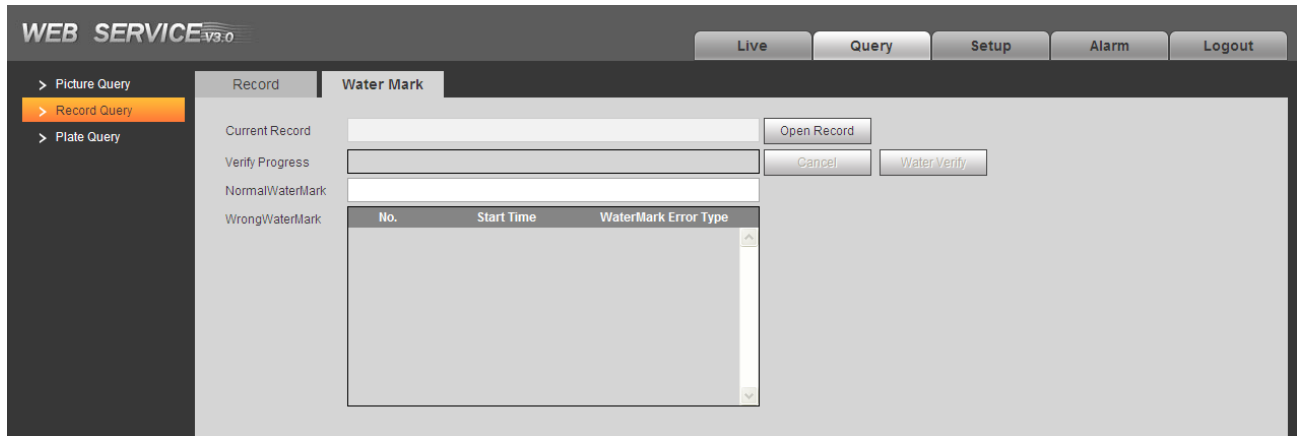 WEB SERVICE V3.0
Live Query Setup Alarm Logout
> Picture Query
> Record Query
> Plate Query
Record Water Mark
Current Record Open Record
Verify Progress Cancel Water Verify
NormalWaterMark
WrongWaterMark No. Start Time WaterMark Error Type